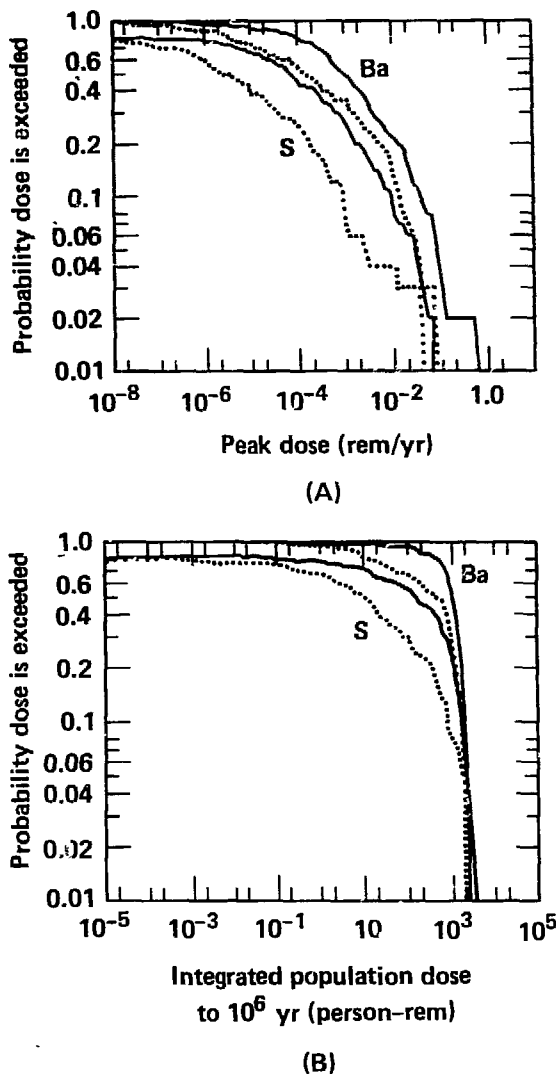 Probability dose is exceeded
1.0
0.6
0.4
0.2
0.1
0.06
0.04
0.02
0.01
Ba
S
10⁻⁸ 10⁻⁶ 10⁻⁴ 10⁻² 1.0
Peak dose (rem/yr)
(A)
Probability dose is exceeded
1.0
0.6
0.4
0.2
0.1
0.06
0.04
0.02
0.01
Ba
S
10⁻⁵ 10⁻³ 10⁻¹ 10 10³ 10⁵
Integrated population dose
to 10⁶ yr (person–rem)
(B)